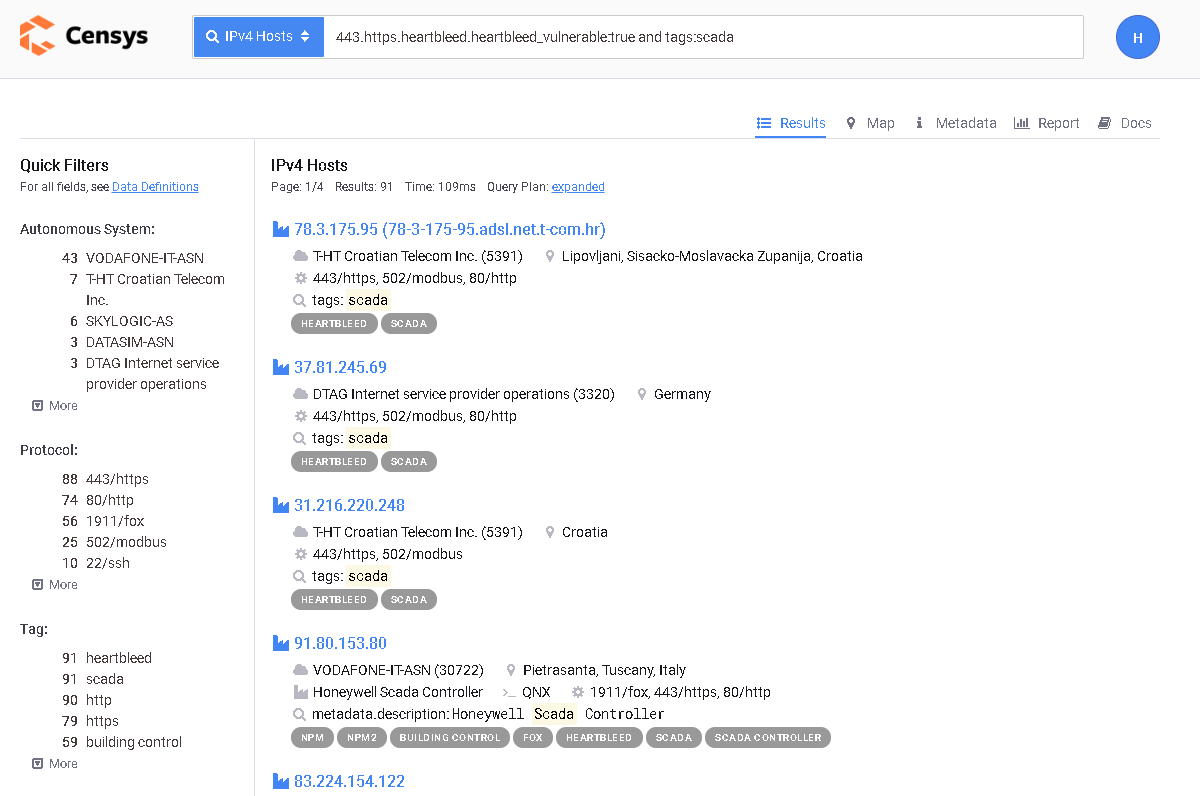 Censys
IPv4 Hosts
443.https.heartbleed.heartbleed_vulnerable:true and tags:scada
H
Results Map Metadata Report Docs
Quick Filters
For all fields, see Data Definitions
Autonomous System:
43 VODAFONE-IT-ASN
7 T-HT Croatian Telecom
Inc.
6 SKYLOGIC-AS
3 DATASIM-ASN
3 DTAG Internet service
provider operations
More
Protocol:
88 443/https
74 80/http
56 1911/fox
25 502/modbus
10 22/ssh
More
Tag:
91 heartbleed
91 scada
90 http
79 https
59 building control
More
IPv4 Hosts
Page: 1/4 Results: 91 Time: 109ms Query Plan: expanded
78.3.175.95 (78-3-175-95.adsl.net.t-com.hr)
T-HT Croatian Telecom Inc. (5391) Lipovljani, Sisacko-Moslavacka Zupanija, Croatia
443/https, 502/modbus, 80/http
tags: scada
HEARTBLEED SCADA
37.81.245.69
DTAG Internet service provider operations (3320) Germany
443/https, 502/modbus, 80/http
tags: scada
HEARTBLEED SCADA
31.216.220.248
T-HT Croatian Telecom Inc. (5391) Croatia
443/https, 502/modbus
tags: scada
HEARTBLEED SCADA
91.80.153.80
VODAFONE-IT-ASN (30722) Pietrasanta, Tuscany, Italy
Honeywell Scada Controller QNX 1911/fox, 443/https, 80/http
metadata.description: Honeywell Scada Controller
NPM NPM2 BUILDING CONTROL FOX HEARTBLEED SCADA SCADA CONTROLLER
83.224.154.122